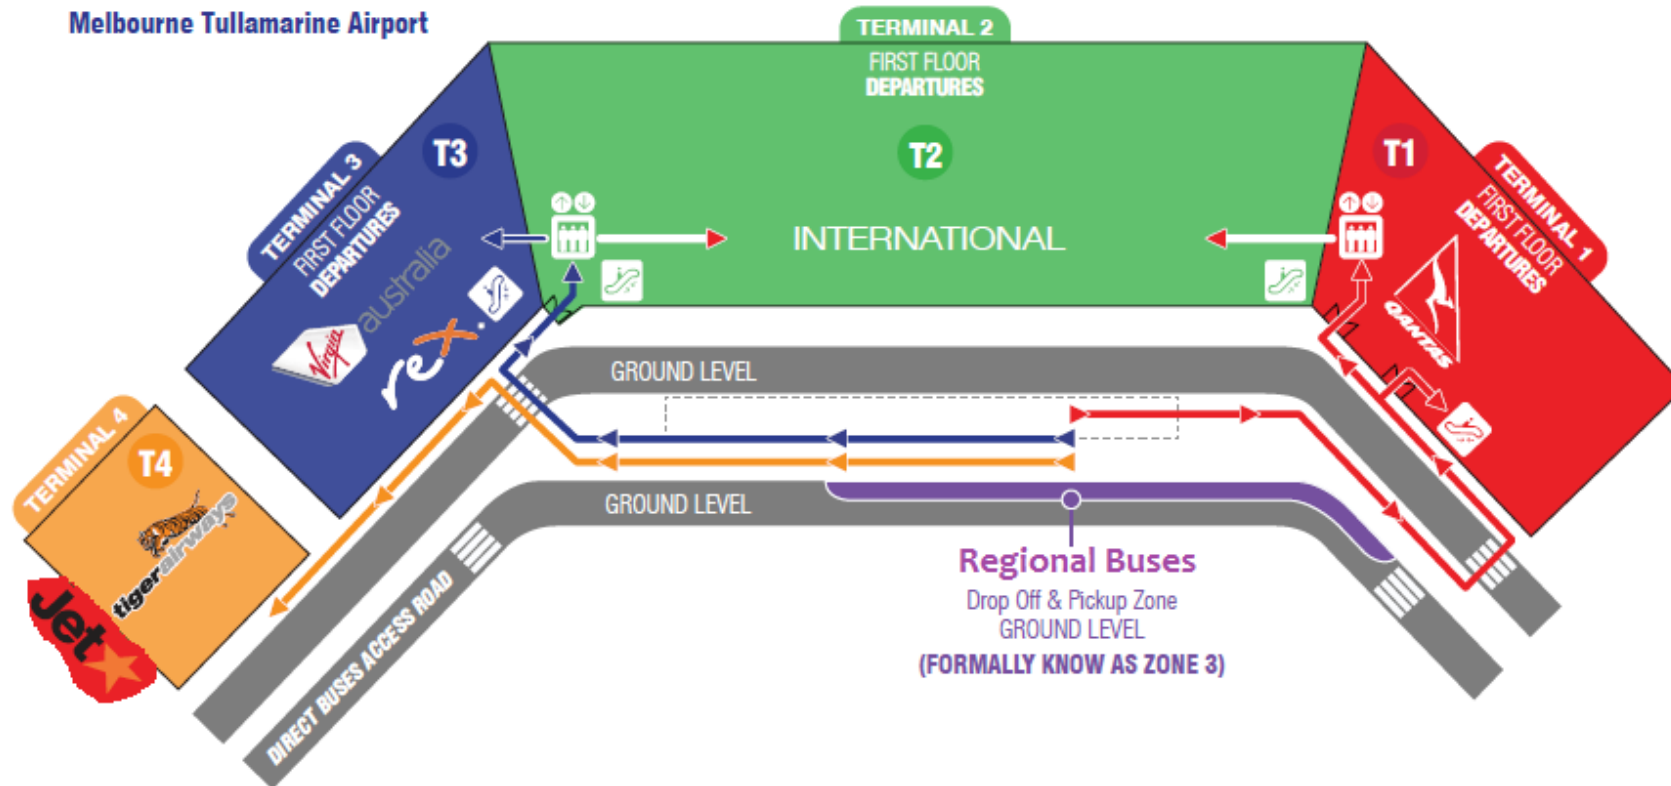 Melbourne Tullamarine Airport
TERMINAL 2
FIRST FLOOR
DEPARTURES
T2
INTERNATIONAL
TERMINAL 3
FIRST FLOOR
DEPARTURES
T3
Virgin
australia
rex.
TERMINAL 1
FIRST FLOOR
DEPARTURES
T1
QANTAS
TERMINAL 4
T4
tigerairways
Jet
GROUND LEVEL
GROUND LEVEL
DIRECT BUSES ACCESS ROAD
Regional Buses
Drop Off & Pickup Zone
GROUND LEVEL
(FORMALLY KNOW AS ZONE 3)